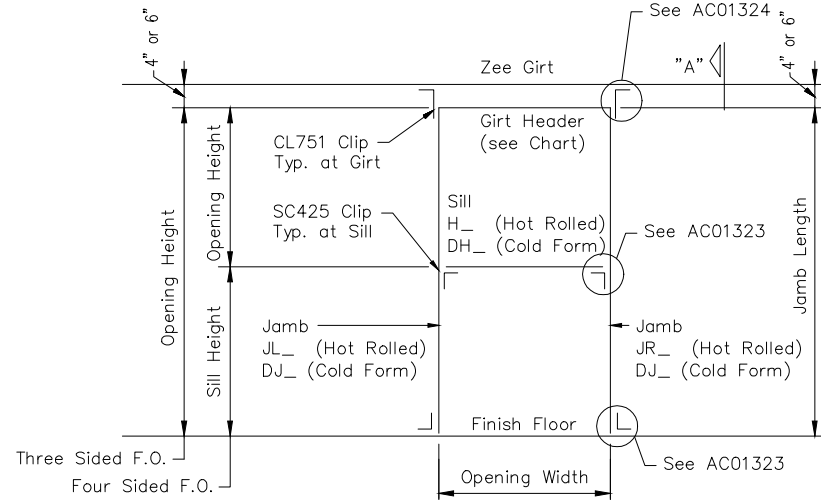 See AC01324
4" or 6"
Zee Girt
"A"
4" or 6"
Girt Header
(see Chart)
CL751 Clip
Typ. at Girt
Opening Height
Opening Height
SC425 Clip
Typ. at Sill
Sill
H_ (Hot Rolled)
DH_ (Cold Form)
See AC01323
Jamb Length
Sill Height
Jamb
JL_ (Hot Rolled)
DJ_ (Cold Form)
Jamb
JR_ (Hot Rolled)
DJ_ (Cold Form)
Finish Floor
Three Sided F.O.
Four Sided F.O.
Opening Width
See AC01323